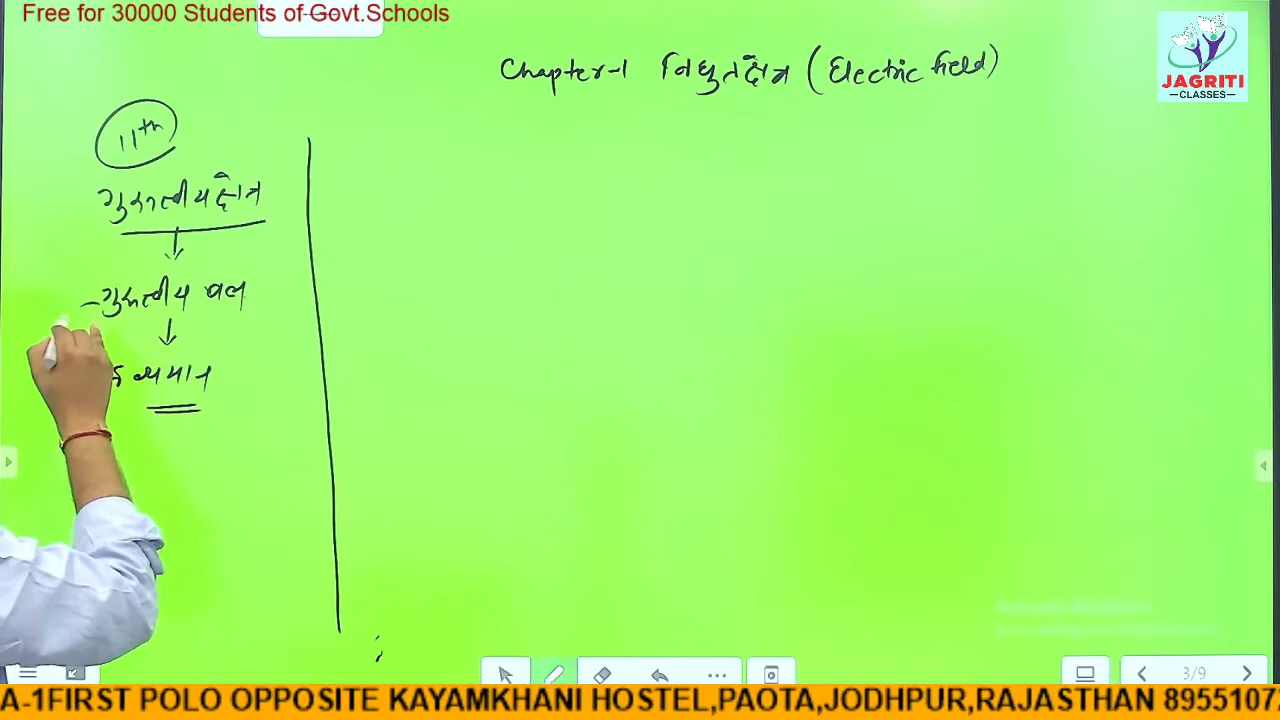 Free for 30000 Students of Govt.Schools
Chapter-1 विद्युत क्षेत्र (Electric field)
JAGRITI
CLASSES
11th
गुरुत्वीय क्षेत्र
गुरुत्वीय बल
द्रव्यमान
3/9
A-1FIRST POLO OPPOSITE KAYAMKHANI HOSTEL,PAOTA,JODHPUR,RAJASTHAN 8955107